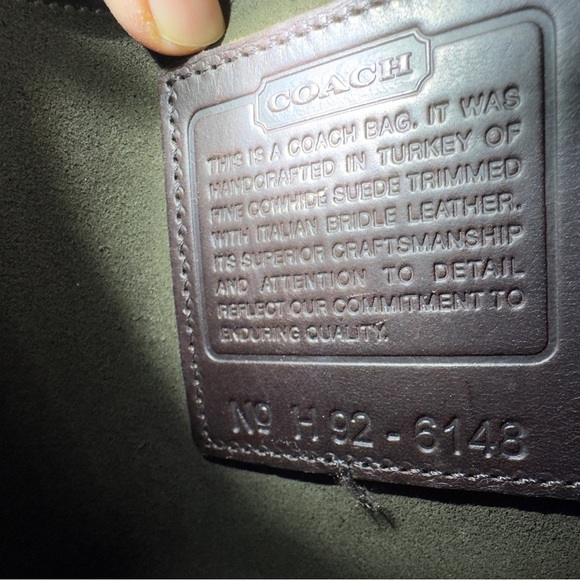 COACH
THIS IS A COACH BAG. IT WAS
HANDCRAFTED IN TURKEY OF
FINE COWHIDE SUEDE TRIMMED
WITH ITALIAN BRIDLE LEATHER.
ITS SUPERIOR CRAFTSMANSHIP
AND ATTENTION TO DETAIL
REFLECT OUR COMMITMENT TO
ENDURING QUALITY.
Nº H92-6148